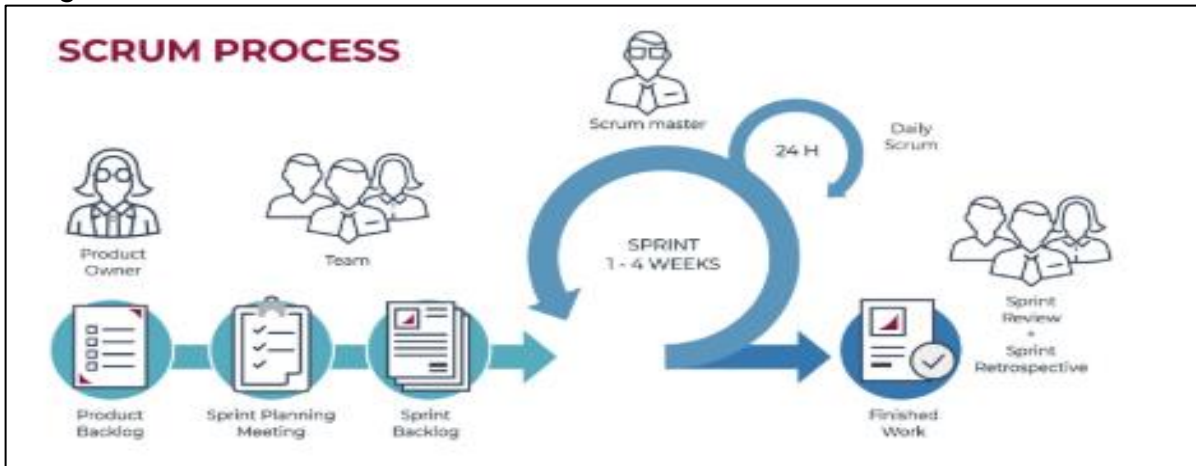 SCRUM PROCESS
Scrum master
24 H
Daily
Scrum
Product
Owner
Team
SPRINT
1 - 4 WEEKS
Sprint
Review
+
Sprint
Retrospective
Product
Backlog
Sprint Planning
Meeting
Sprint
Backlog
Finished
Work